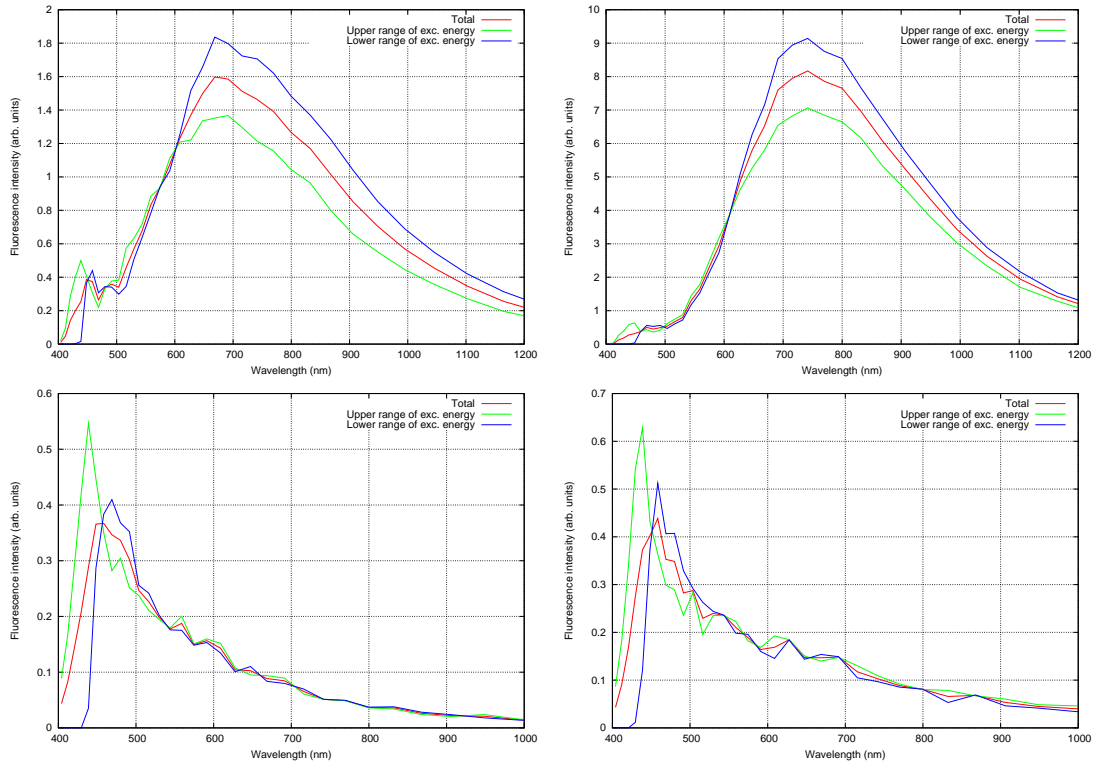 Total
Upper range of exc. energy
Lower range of exc. energy
Fluorescence intensity (arb. units)
2
1.8
1.6
1.4
1.2
1
0.8
0.6
0.4
0.2
0
400 500 600 700 800 900 1000 1100 1200
Wavelength (nm)
Total
Upper range of exc. energy
Lower range of exc. energy
Fluorescence intensity (arb. units)
10
9
8
7
6
5
4
3
2
1
0
400 500 600 700 800 900 1000 1100 1200
Wavelength (nm)
Total
Upper range of exc. energy
Lower range of exc. energy
Fluorescence intensity (arb. units)
0.6
0.5
0.4
0.3
0.2
0.1
0
400 500 600 700 800 900 1000
Wavelength (nm)
Total
Upper range of exc. energy
Lower range of exc. energy
Fluorescence intensity (arb. units)
0.7
0.6
0.5
0.4
0.3
0.2
0.1
0
400 500 600 700 800 900 1000
Wavelength (nm)